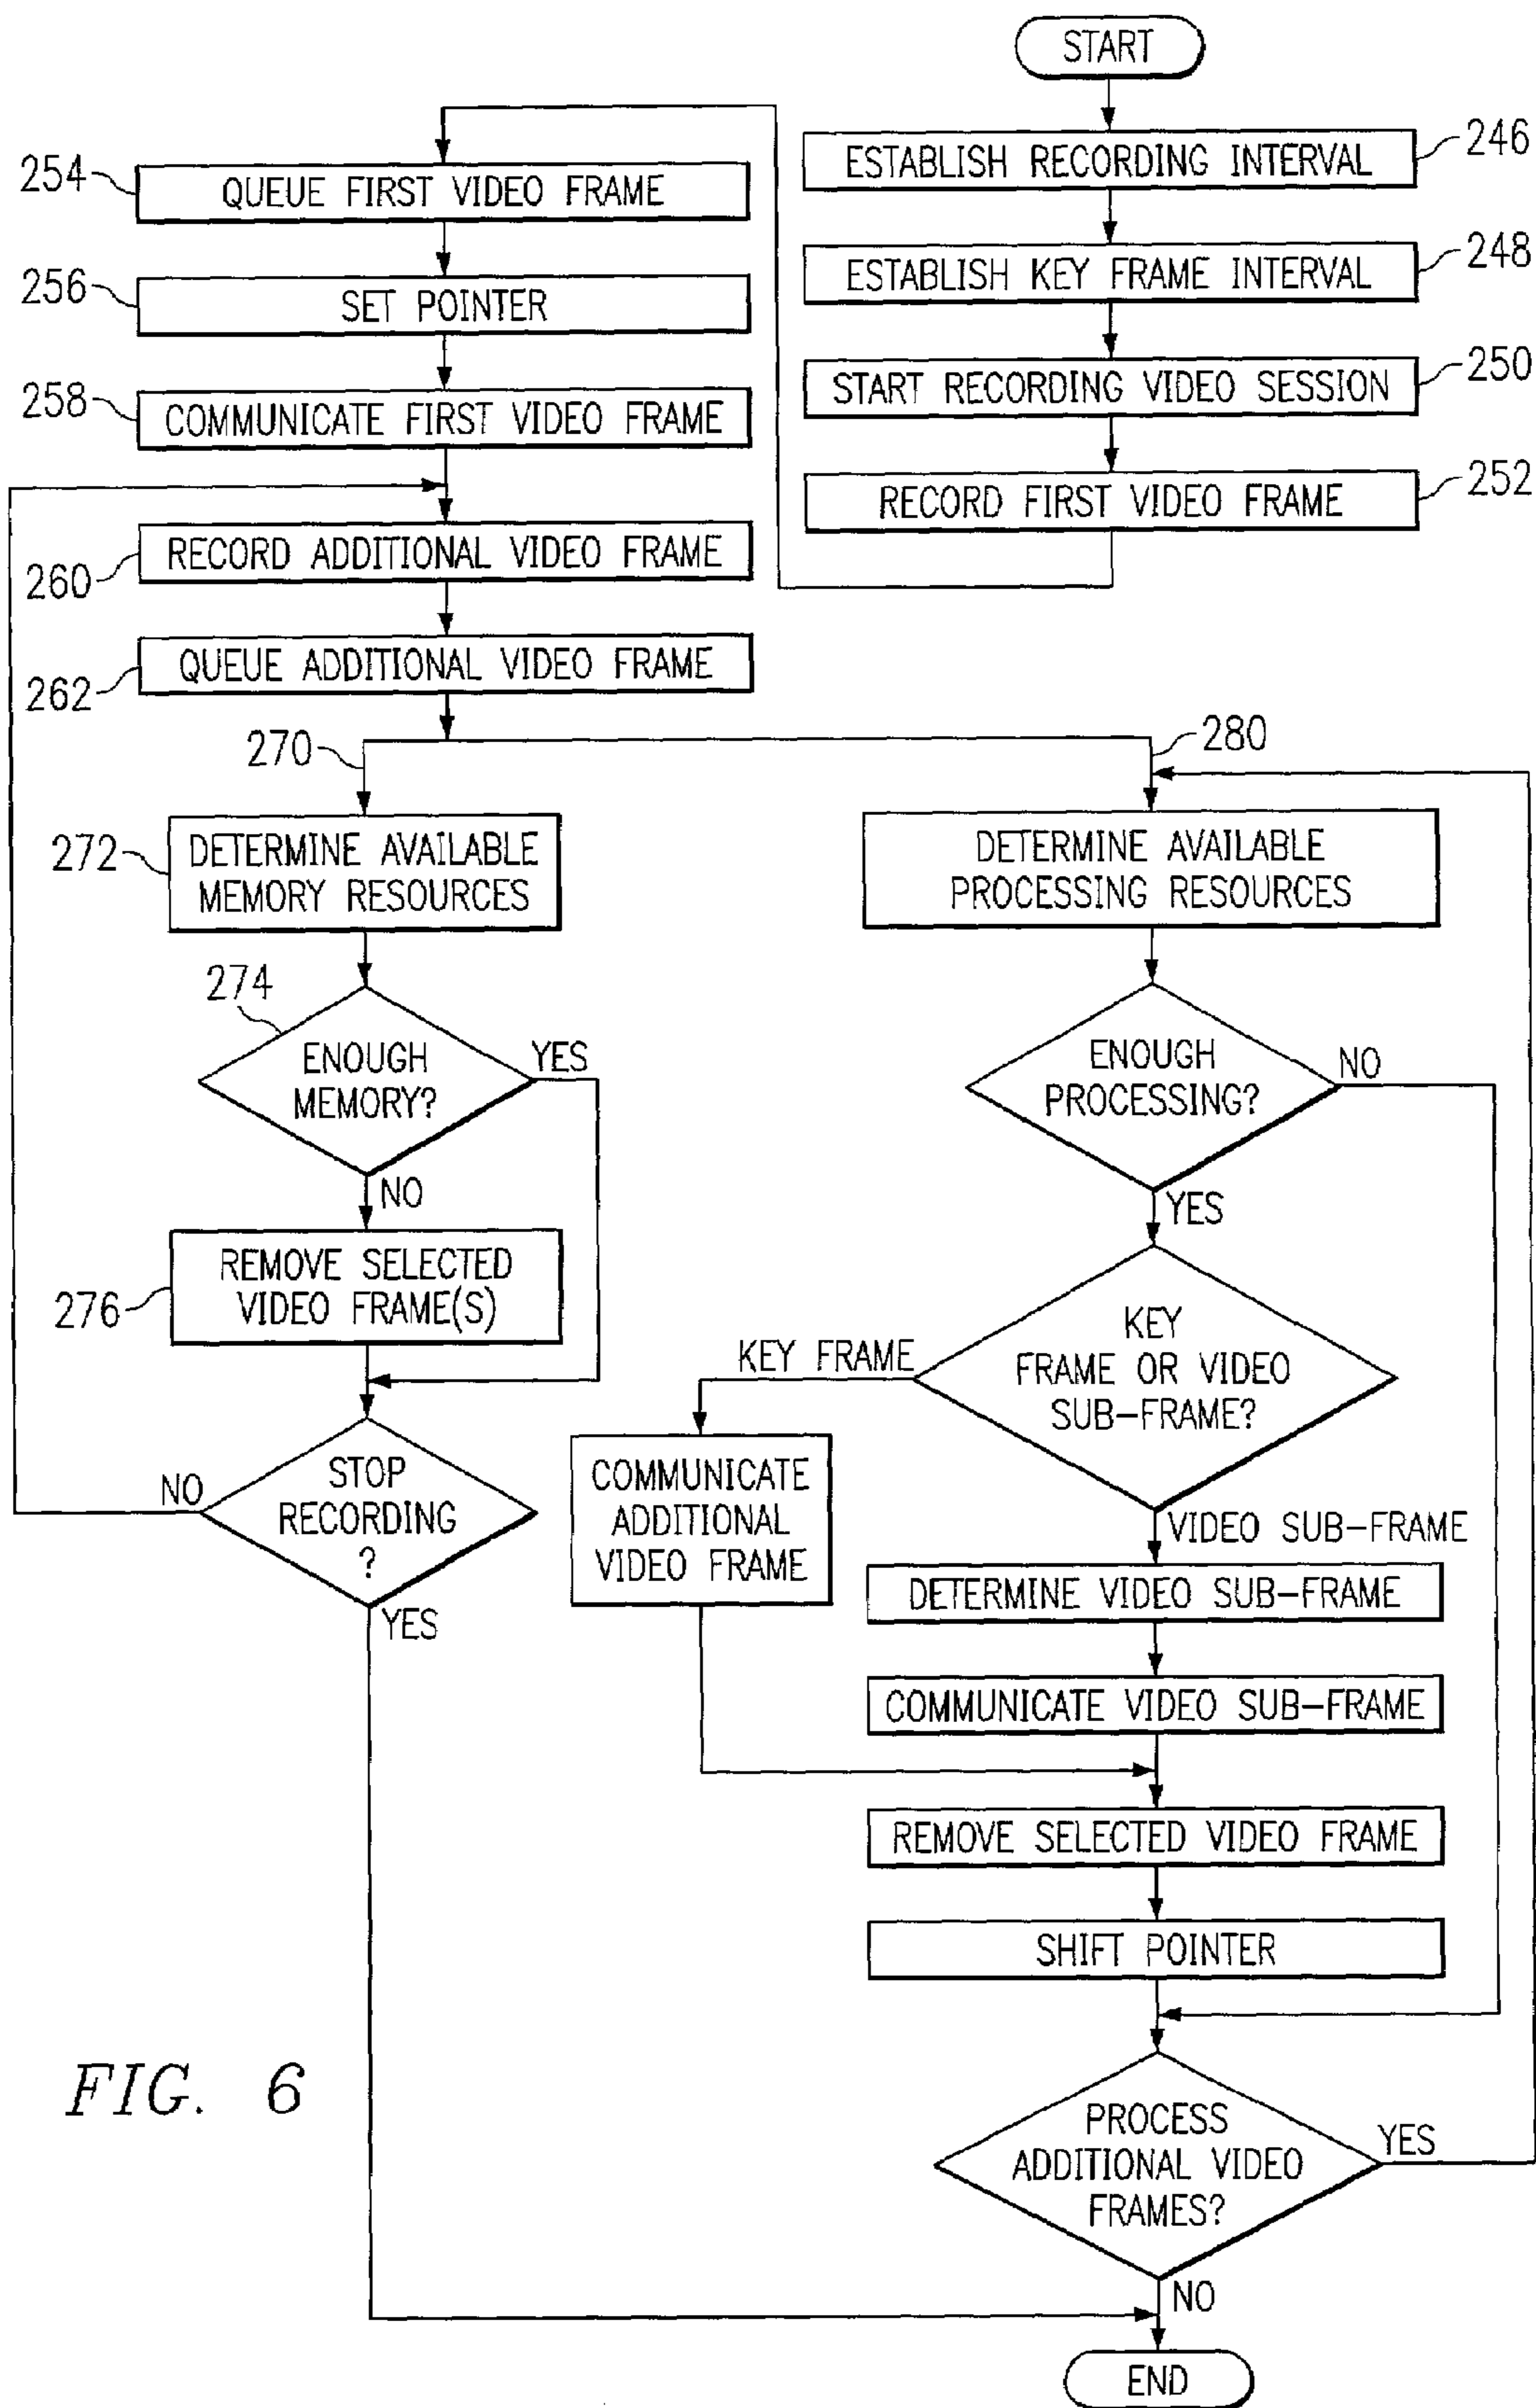 START
ESTABLISH RECORDING INTERVAL
246
ESTABLISH KEY FRAME INTERVAL
248
START RECORDING VIDEO SESSION
250
RECORD FIRST VIDEO FRAME
252
254
QUEUE FIRST VIDEO FRAME
256
SET POINTER
258
COMMUNICATE FIRST VIDEO FRAME
RECORD ADDITIONAL VIDEO FRAME
260
QUEUE ADDITIONAL VIDEO FRAME
262
270
272
DETERMINE AVAILABLE
MEMORY RESOURCES
274
ENOUGH
MEMORY?
YES
NO
REMOVE SELECTED
VIDEO FRAME(S)
276
STOP
RECORDING
?
NO
YES
280
DETERMINE AVAILABLE
PROCESSING RESOURCES
ENOUGH
PROCESSING?
NO
YES
KEY
FRAME OR VIDEO
SUB-FRAME?
KEY FRAME
COMMUNICATE
ADDITIONAL
VIDEO FRAME
VIDEO SUB-FRAME
DETERMINE VIDEO SUB-FRAME
COMMUNICATE VIDEO SUB-FRAME
REMOVE SELECTED VIDEO FRAME
SHIFT POINTER
PROCESS
ADDITIONAL VIDEO
FRAMES?
YES
NO
END
FIG. 6